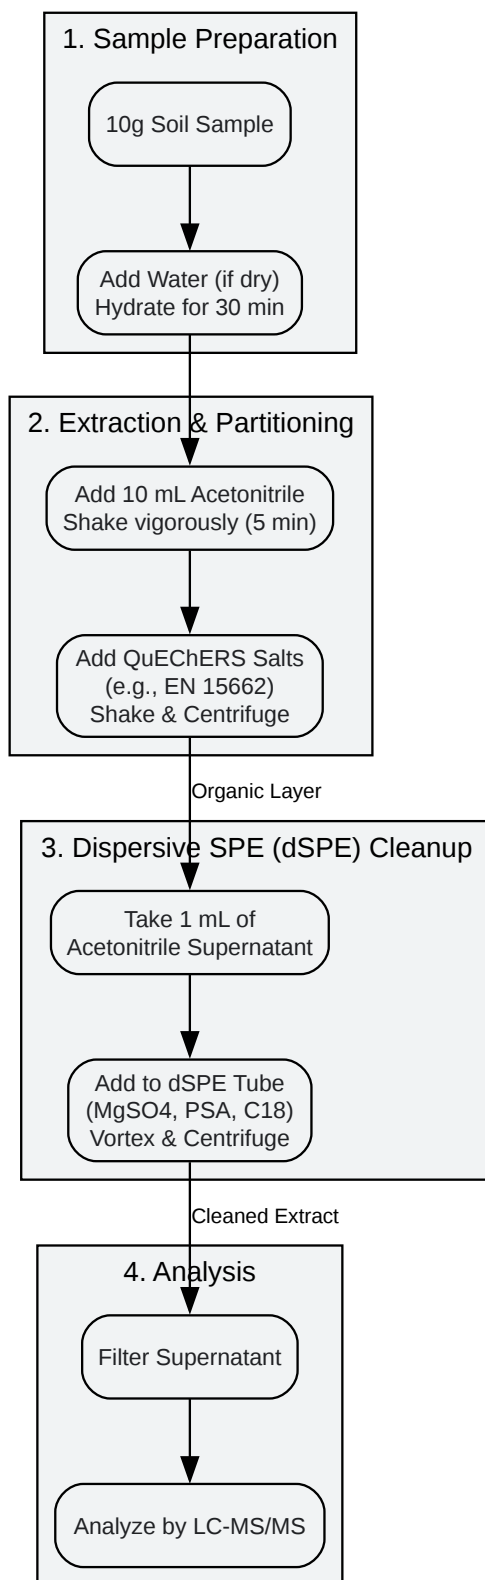 1. Sample Preparation
10g Soil Sample
Add Water (if dry)
Hydrate for 30 min
2. Extraction & Partitioning
Add 10 mL Acetonitrile
Shake vigorously (5 min)
Add QuEChERS Salts
(e.g., EN 15662)
Shake & Centrifuge
Organic Layer
3. Dispersive SPE (dSPE) Cleanup
Take 1 mL of
Acetonitrile Supernatant
Add to dSPE Tube
(MgSO4, PSA, C18)
Vortex & Centrifuge
Cleaned Extract
4. Analysis
Filter Supernatant
Analyze by LC-MS/MS